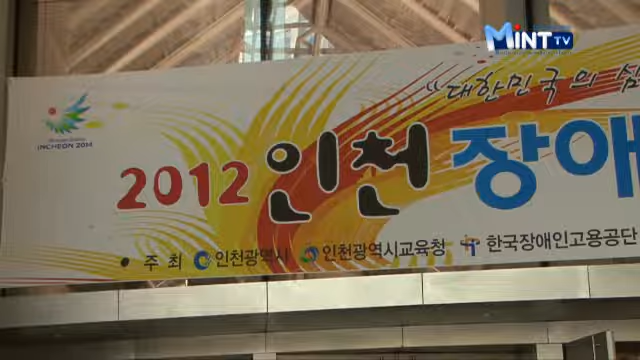 MINT TV
"대한민국의 심
INCHEON 2014
2012 인천 장애
• 주 최 인천광역시 인천광역시교육청 한국장애인고용공단